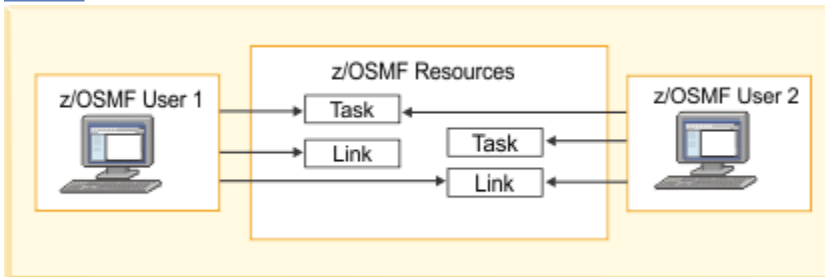 z/OSMF Resources
z/OSMF User 1
z/OSMF User 2
Task
Link
Task
Link